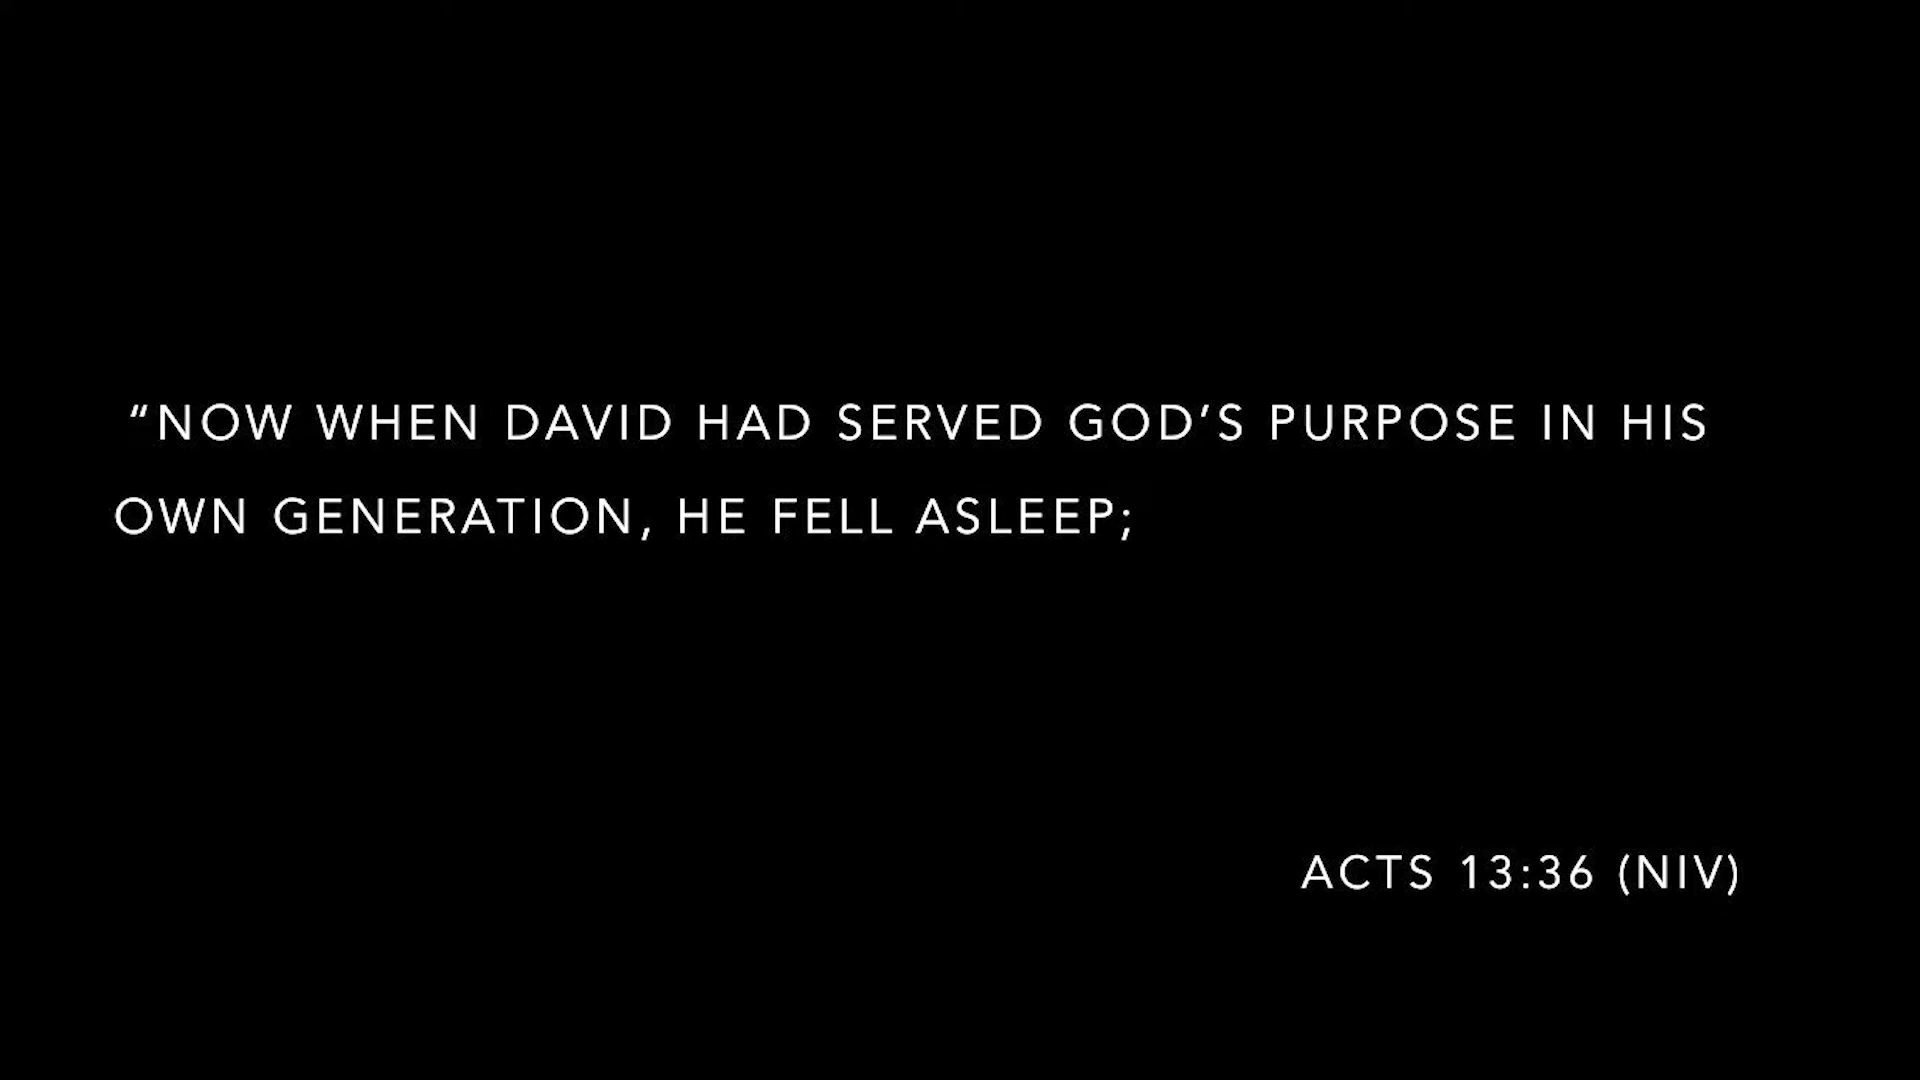 “NOW WHEN DAVID HAD SERVED GOD’S PURPOSE IN HIS
OWN GENERATION, HE FELL ASLEEP;
ACTS 13:36 (NIV)